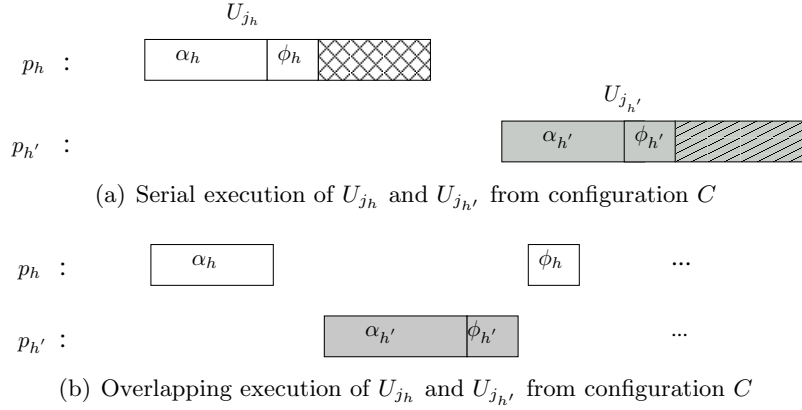 U_{j_h}
p_h : α_h ϕ_h
U_{j_{h'}}
p_{h'} : α_{h'} ϕ_{h'}
(a) Serial execution of U_{j_h} and U_{j_{h'}} from configuration C
p_h : α_h ϕ_h ...
p_{h'} : α_{h'} ϕ_{h'} ...
(b) Overlapping execution of U_{j_h} and U_{j_{h'}} from configuration C